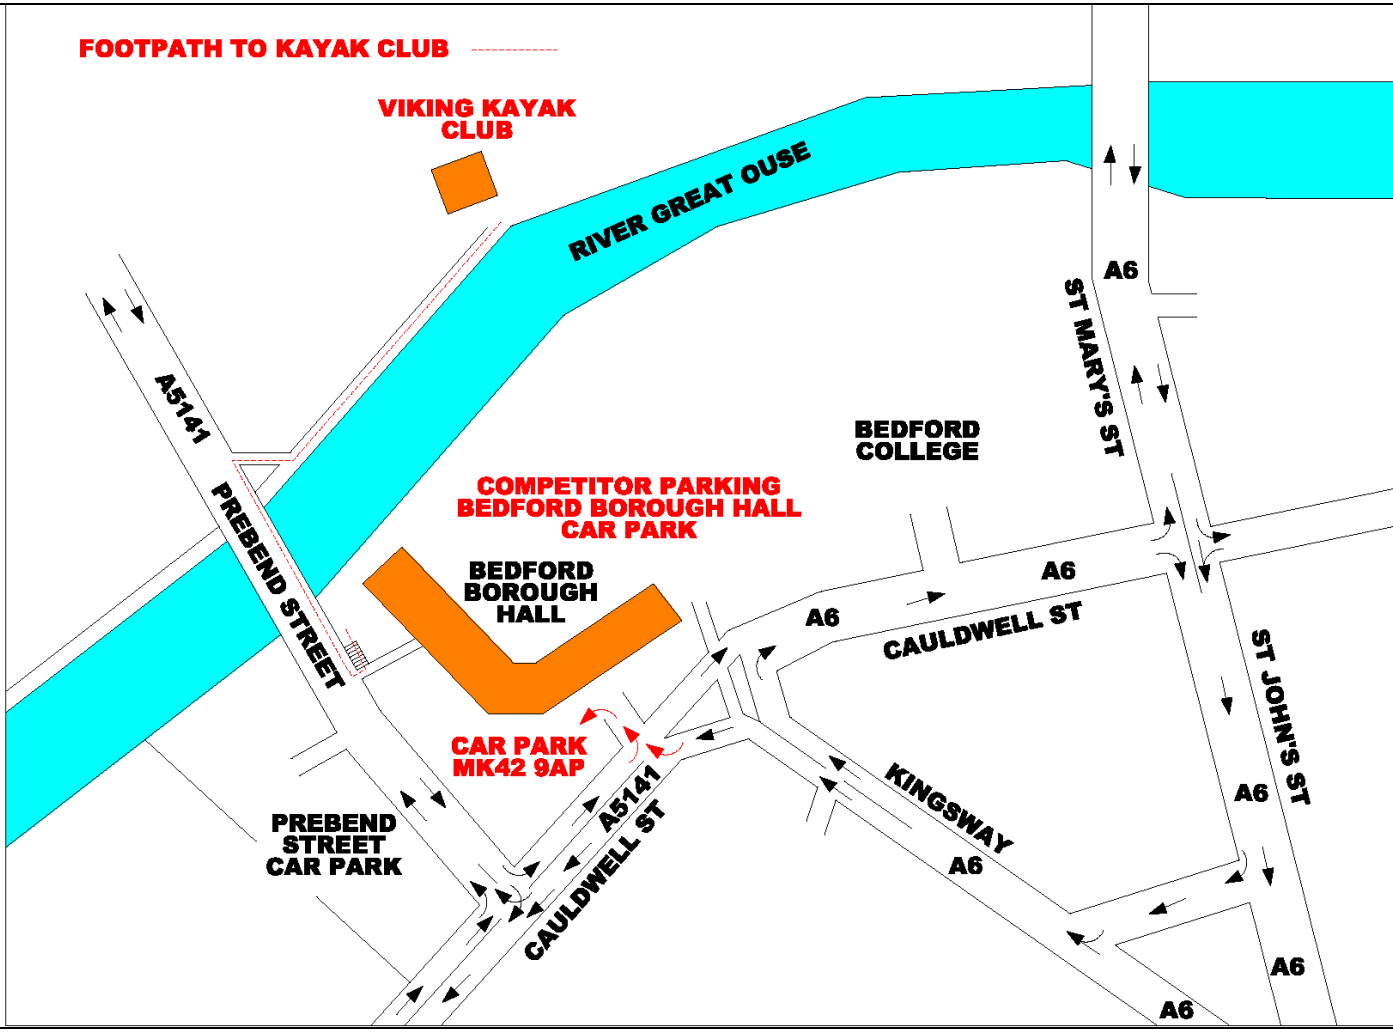 FOOTPATH TO KAYAK CLUB
VIKING KAYAK
CLUB
RIVER GREAT OUSE
A6
ST MARY'S ST
A5141
BEDFORD
COLLEGE
PREBEND STREET
COMPETITOR PARKING
BEDFORD BOROUGH HALL
CAR PARK
BEDFORD
BOROUGH
HALL
A6
A6
CAULDWELL ST
ST JOHN'S ST
CAR PARK
MK42 9AP
A5141
CAULDWELL ST
KINGSWAY
A6
A6
PREBEND
STREET
CAR PARK
A6
A6